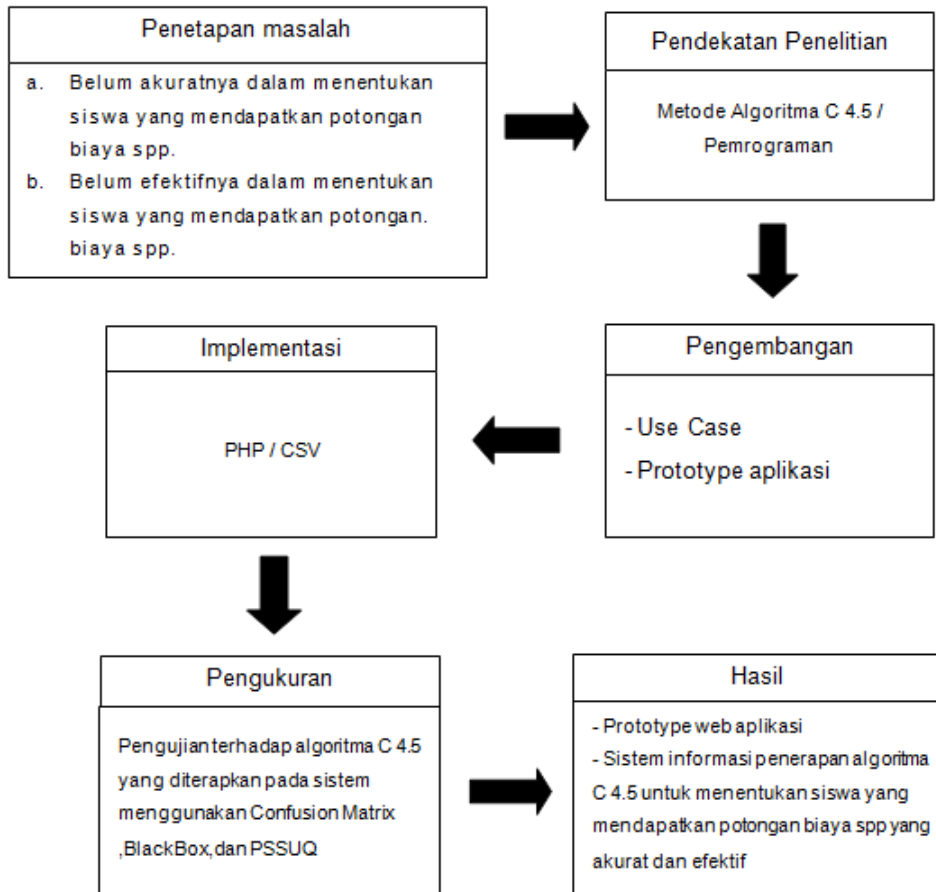 Penetapan masalah
a. Belum akuratnya dalam menentukan
siswa yang mendapatkan potongan
biaya spp.
b. Belum efektifnya dalam menentukan
siswa yang mendapatkan potongan.
biaya spp.
Pendekatan Penelitian
Metode Algoritma C 4.5 /
Pemrograman
Pengembangan
- Use Case
- Prototype aplikasi
Implementasi
PHP / CSV
Pengukuran
Pengujian terhadap algoritma C 4.5
yang diterapkan pada sistem
menggunakan Confusion Matrix
,BlackBox,dan PSSUQ
Hasil
- Prototype web aplikasi
- Sistem informasi penerapan algoritma
C 4.5 untuk menentukan siswa yang
mendapatkan potongan biaya spp yang
akurat dan efektif